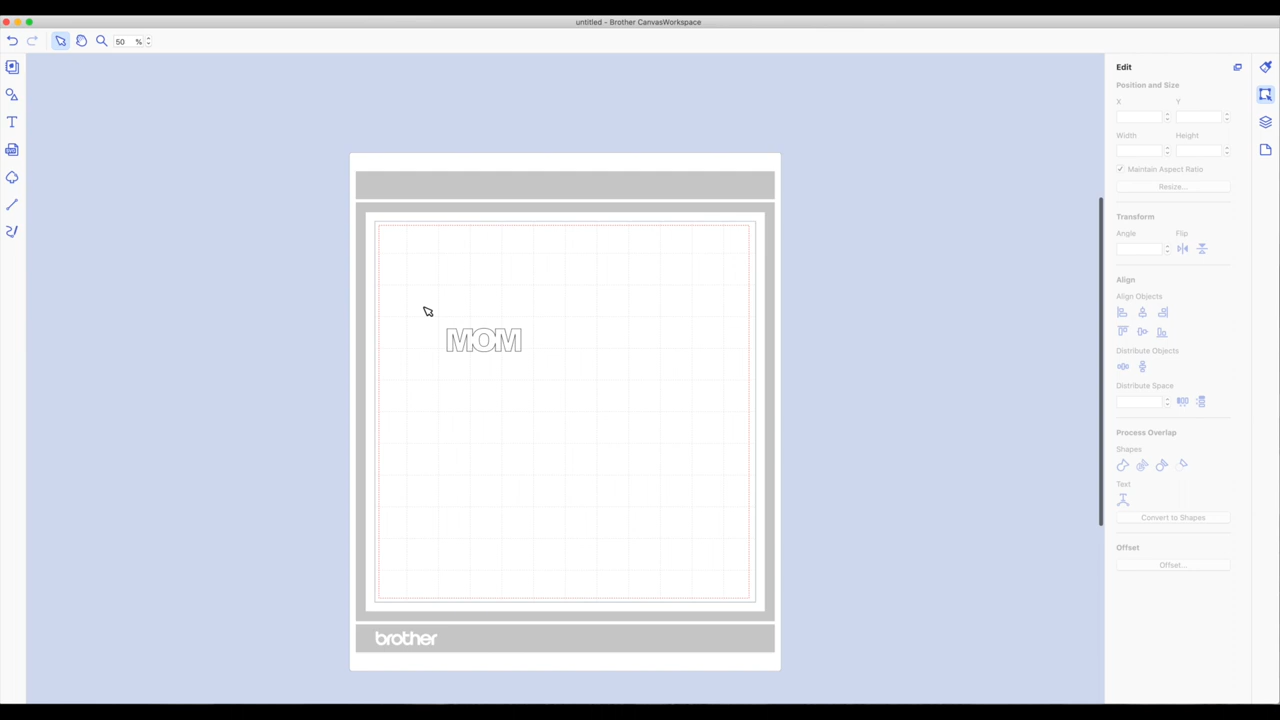 untitled - Brother CanvasWorkspace
50 %
Edit
Position and Size
X Y
Width Height
Maintain Aspect Ratio
Resize...
Transform
Angle Flip
Align
Align Objects
Distribute Objects
Distribute Space
Process Overlap
Shapes
Text
Convert to Shapes
Offset
Offset...
MOM
brother